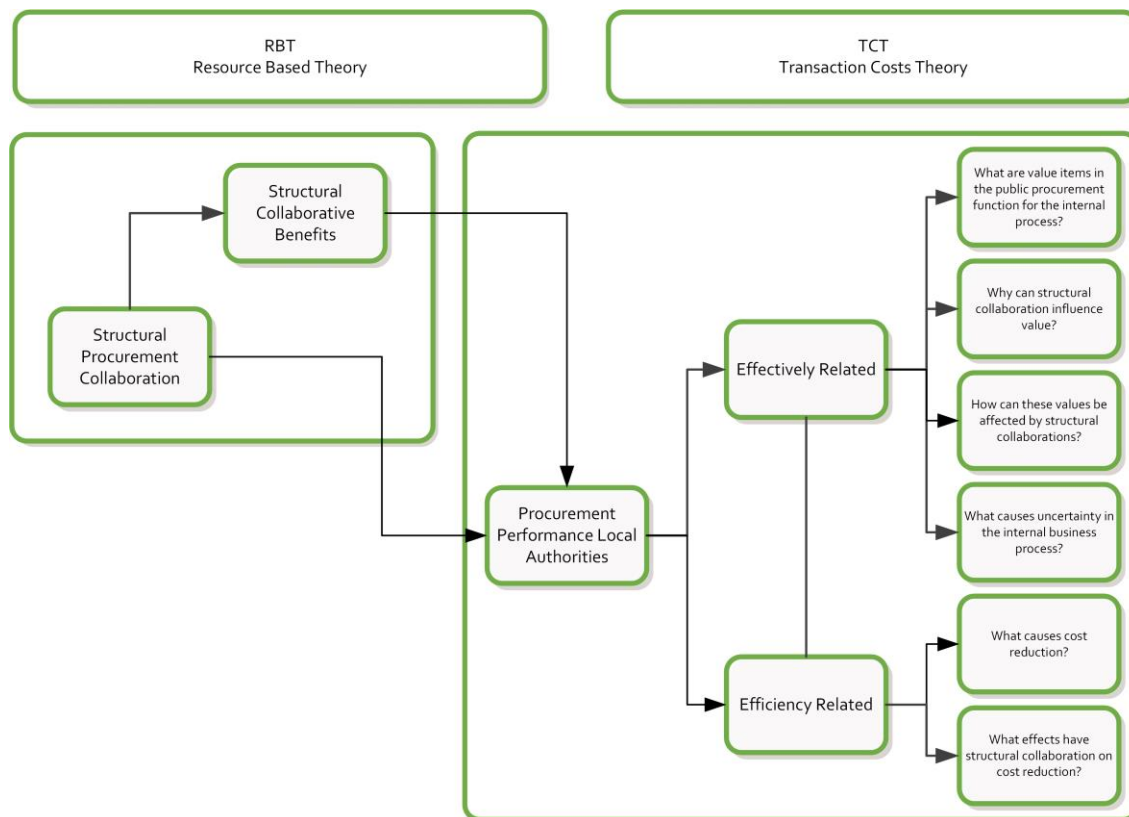 RBT
Resource Based Theory
TCT
Transaction Costs Theory
Structural
Collaborative
Benefits
Structural
Procurement
Collaboration
Procurement
Performance Local
Authorities
Effectively Related
Efficiency Related
What are value items in
the public procurement
function for the internal
process?
Why can structural
collaboration influence
value?
How can these values be
affected by structural
collaborations?
What causes uncertainty in
the internal business
process?
What causes cost
reduction?
What effects have
structural collaboration on
cost reduction?